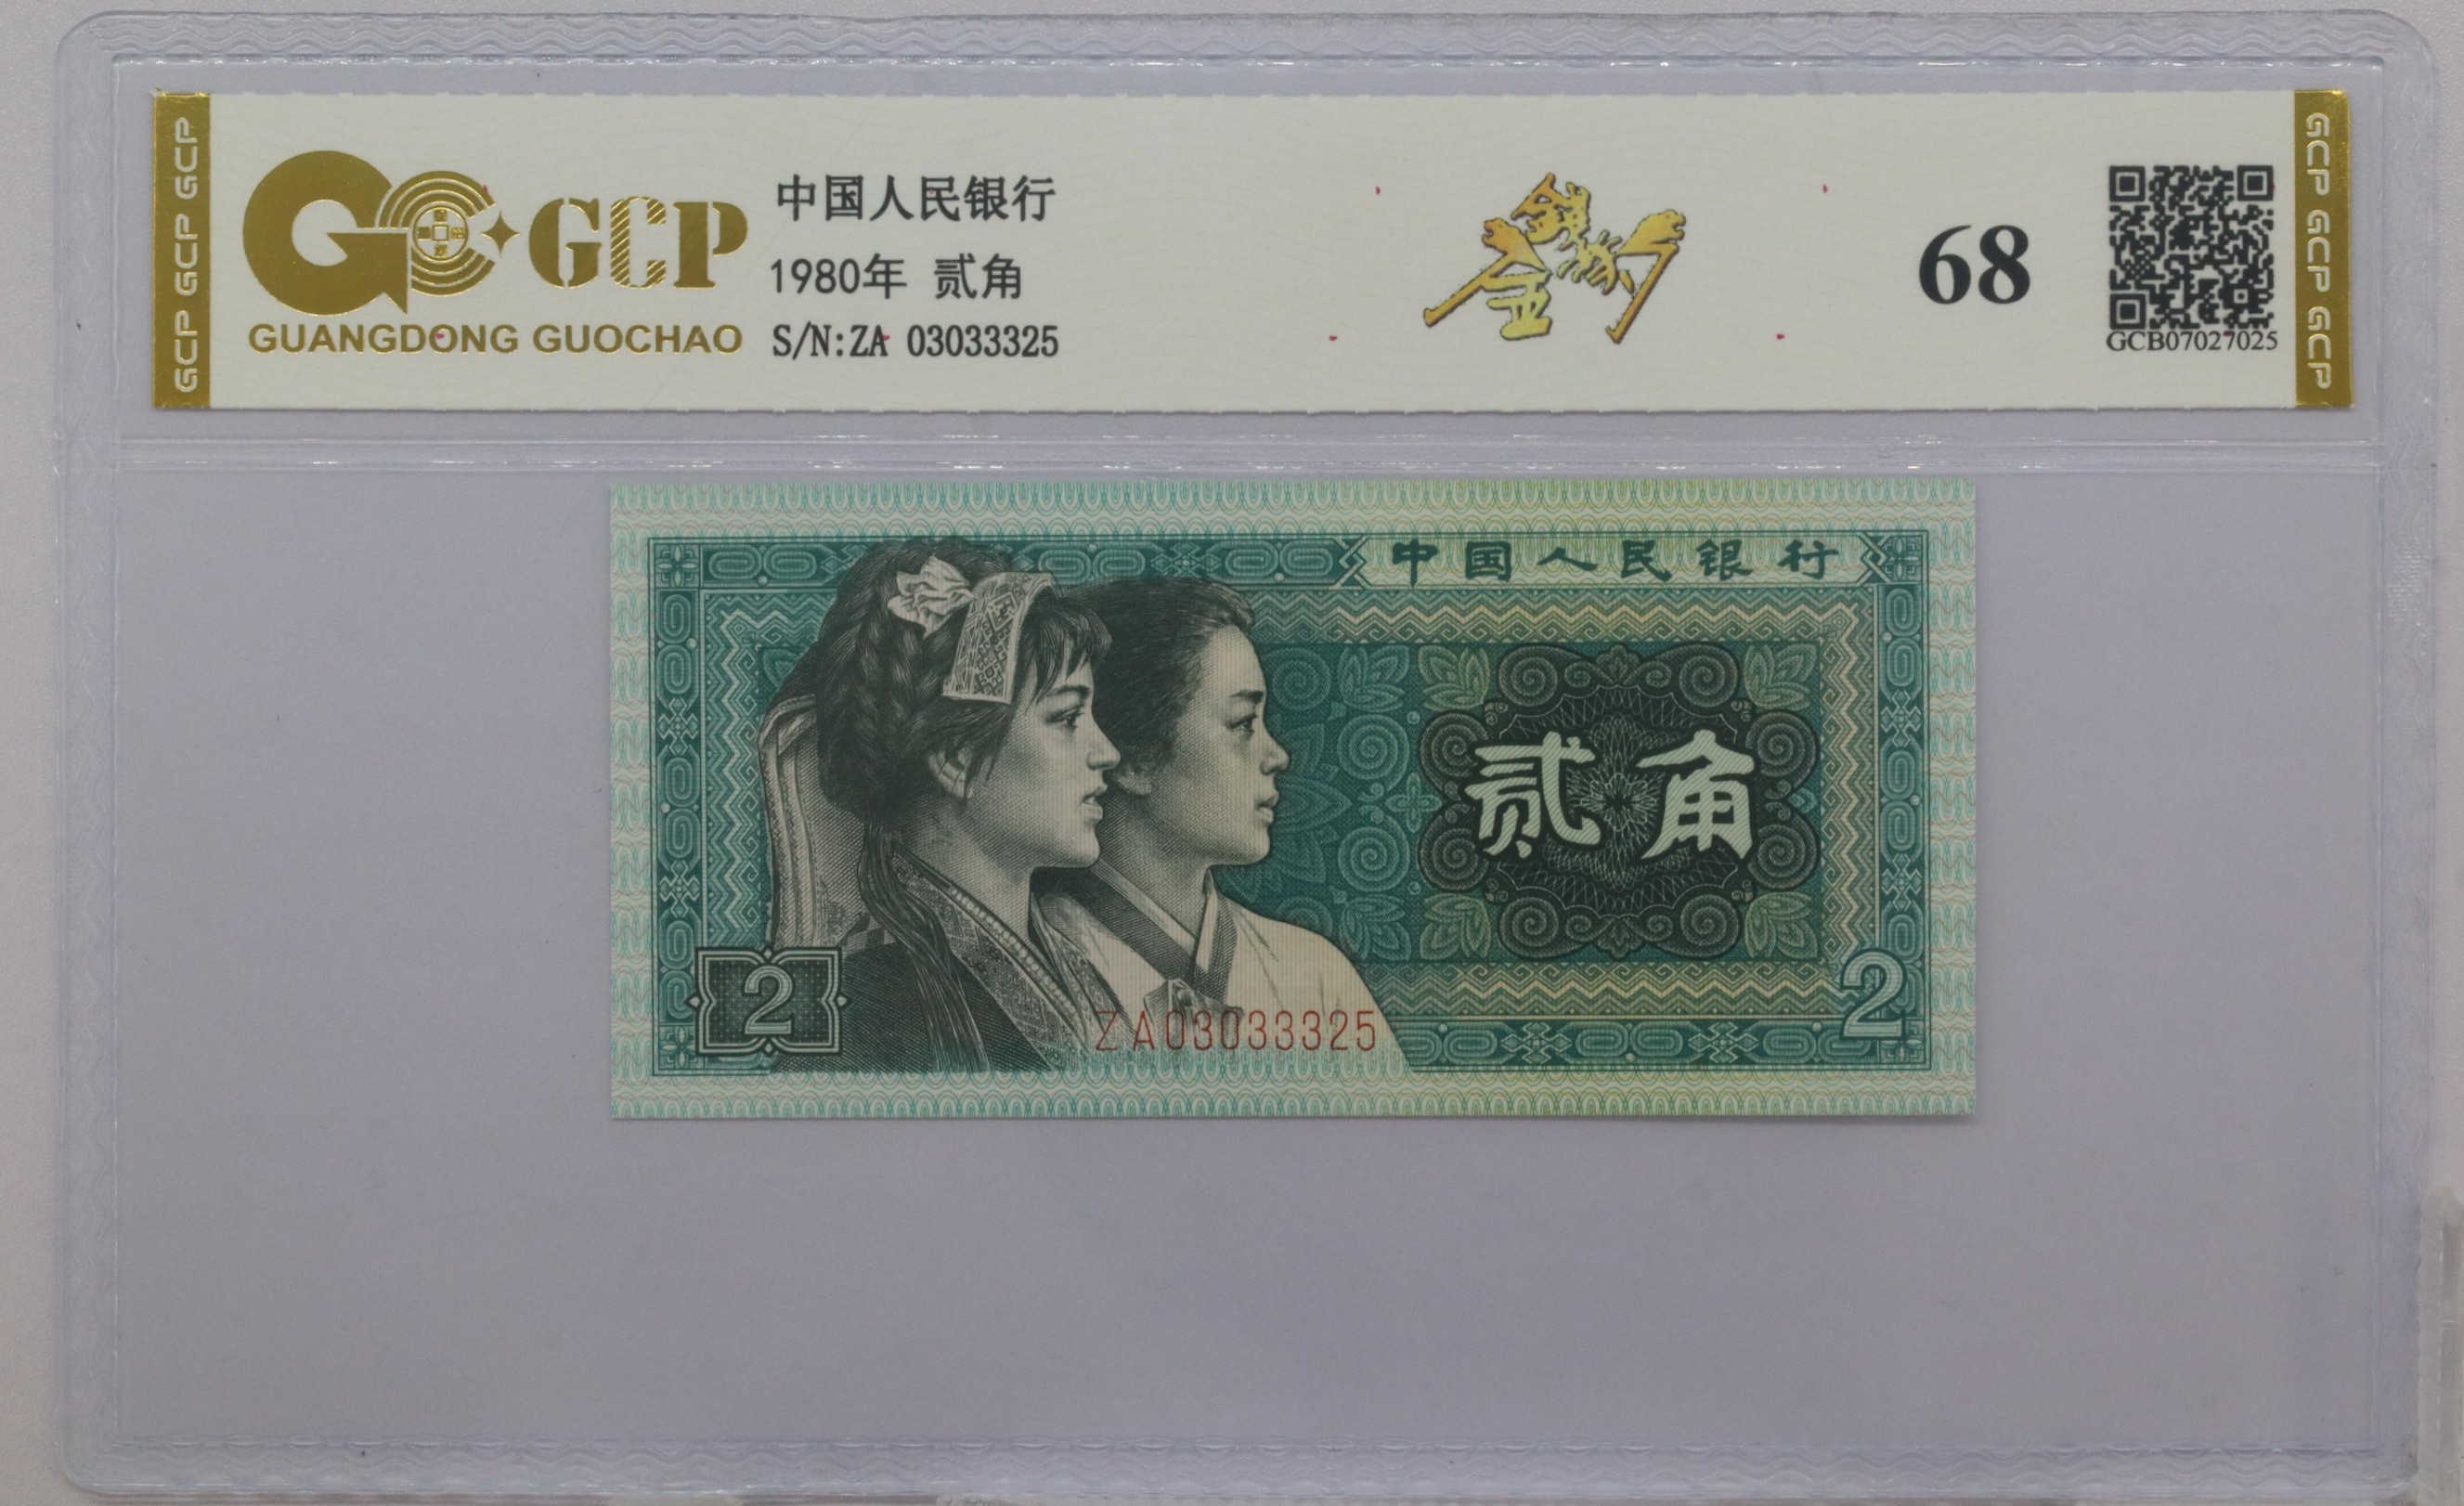 GCP GCP GCP
GCP
GUANGDONG GUOCHAO
中国人民银行
1980年 贰角
S/N:ZA 03033325
68
GCB07027025
GCP GCP GCP
中国人民银行
贰角
2
ZA03033325
2